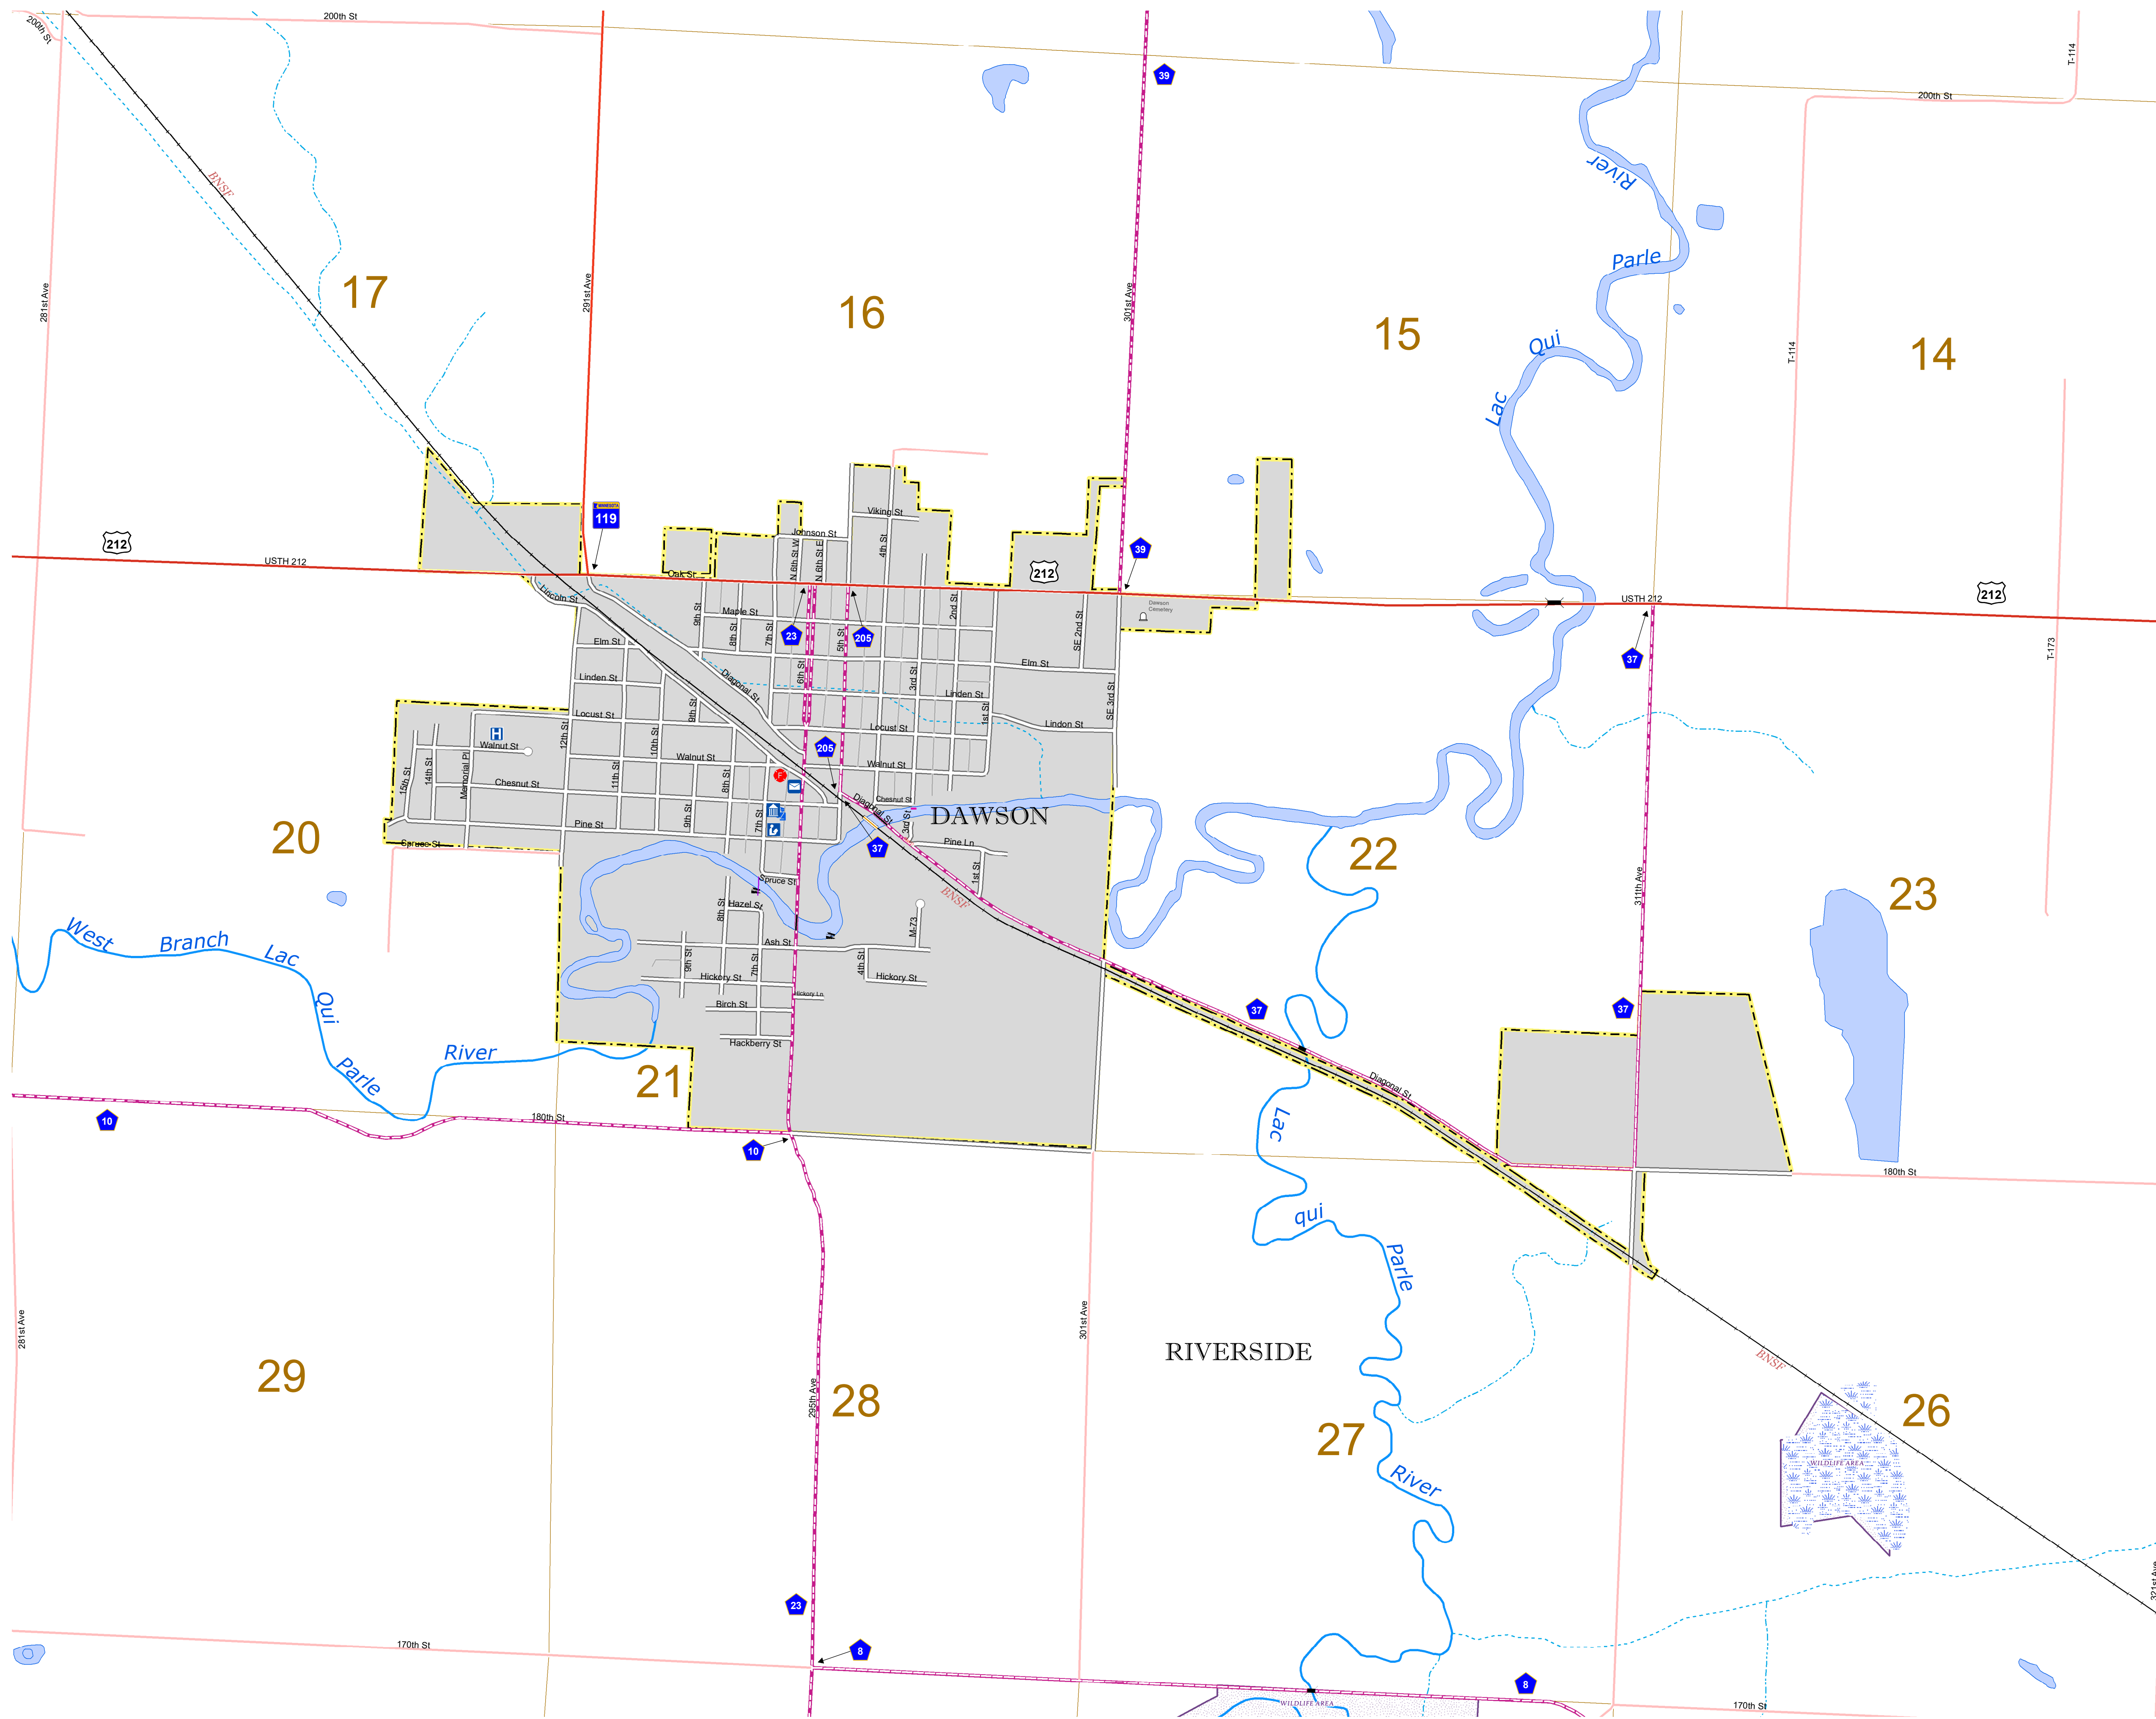 200th St
200th St
39
T-114
200th St
River
BNSF
Parle
281st Ave
17
291st Ave
16
301st Ave
15
Qui
T-114
14
Lac
MINNESOTA
119
Viking St
Johnson St
N 6th St W
N 6th St E
4th St
212
USTH 212
Oak St
212
39
212
USTH 212
Lincoln St
9th St
Maple St
2nd St
Dawson
Cemetery
8th St
7th St
23
5th St
205
SE 2nd St
Elm St
Elm St
37
T-173
Linden St
Diagonal St
6th St
3rd St
Linden St
9th St
1st St
SE 3rd St
Locust St
Locust St
Lindon St
12th St
10th St
H
Walnut St
Walnut St
205
Walnut St
15th St
14th St
Memorial Pl
Chesnut St
11th St
8th St
F
Chesnut St
Diagonal St
DAWSON
9th St
7th St
3rd St
Pine St
20
Spruce St
37
Pine Ln
22
1st St
Spruce St
311th Ave
23
BNSF
8th St
Hazel St
M-73
West Branch Lac Qui Parle River
Ash St
9th St
7th St
4th St
Hickory St
Hickory St
Hickory Ln
Birch St
37
37
Hackberry St
21
Diagonal St
10
180th St
10
Lac
180th St
qui
Parle
281st Ave
301st Ave
RIVERSIDE
BNSF
29
295th Ave
28
27
26
WILDLIFE AREA
River
321st Ave
23
170th St
8
8
WILDLIFE AREA
170th St